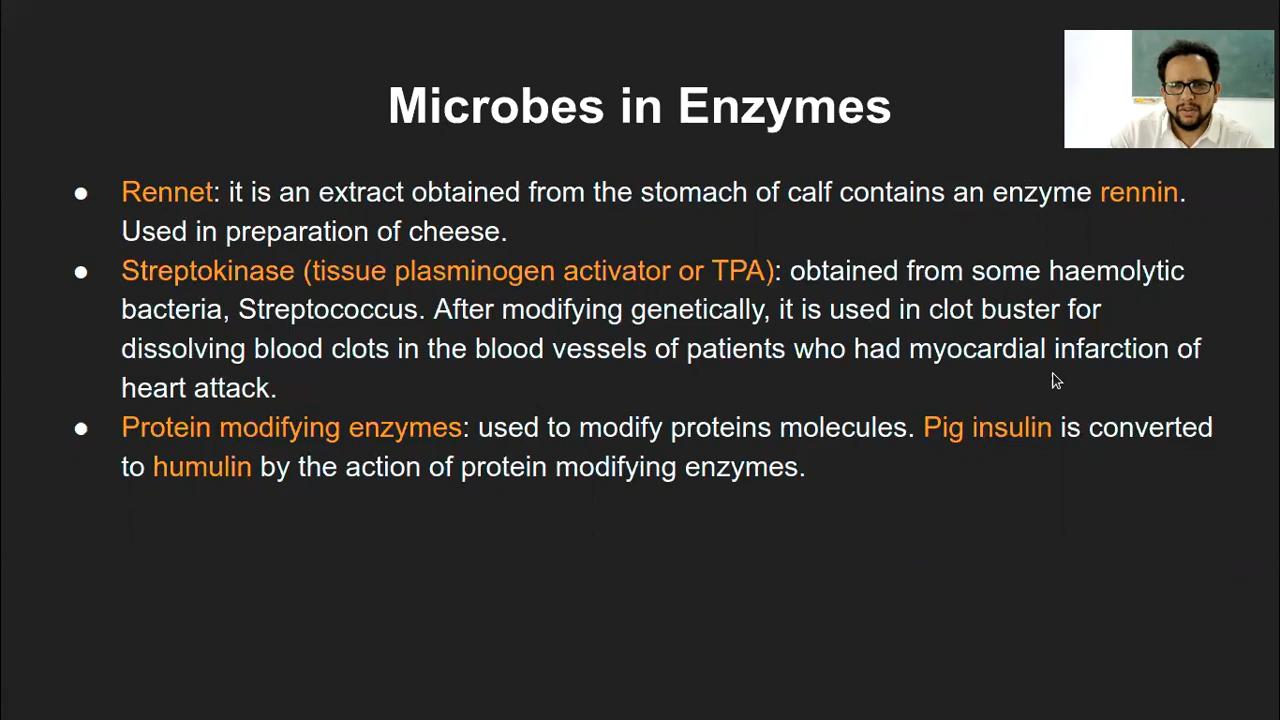 Microbes in Enzymes
● Rennet: it is an extract obtained from the stomach of calf contains an enzyme rennin.
Used in preparation of cheese.
● Streptokinase (tissue plasminogen activator or TPA): obtained from some haemolytic
bacteria, Streptococcus. After modifying genetically, it is used in clot buster for
dissolving blood clots in the blood vessels of patients who had myocardial infarction of
heart attack.
● Protein modifying enzymes: used to modify proteins molecules. Pig insulin is converted
to humulin by the action of protein modifying enzymes.